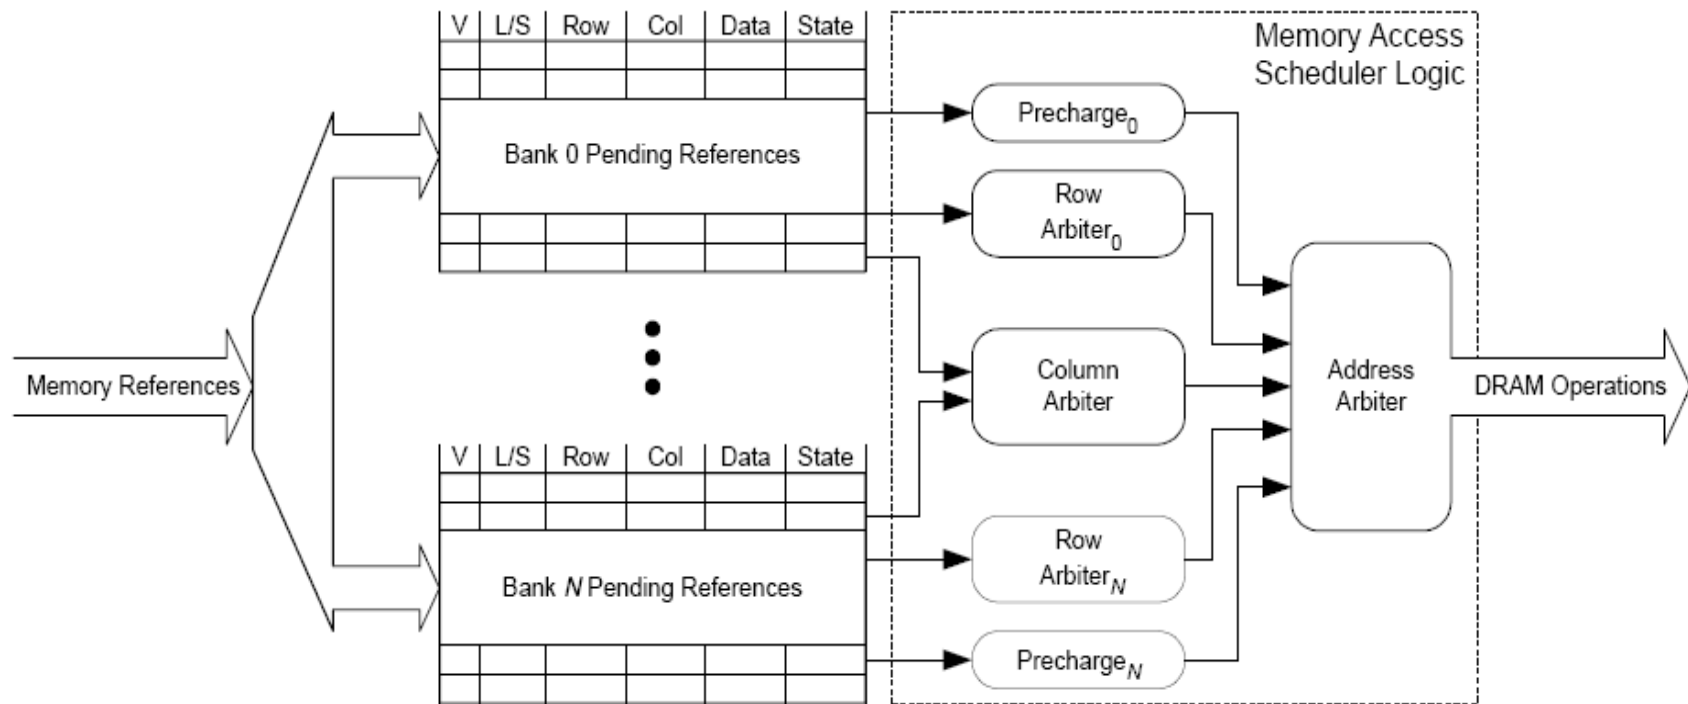 V L/S Row Col Data State
Memory Access
Scheduler Logic
Precharge0
Bank 0 Pending References
Row
Arbiter0
Memory References
Column
Arbiter
Address
Arbiter
DRAM Operations
V L/S Row Col Data State
Row
ArbiterN
Bank N Pending References
PrechargeN